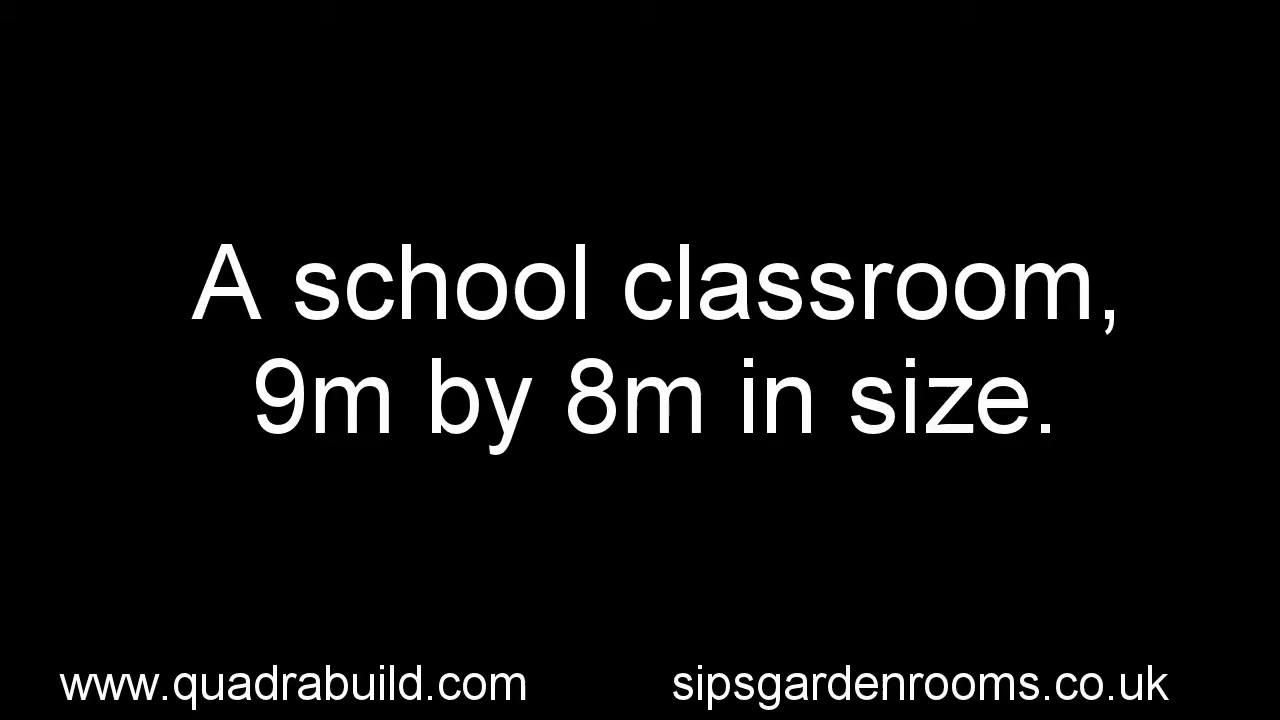 A school classroom,
9m by 8m in size.
www.quadrabuild.com
sipsgardenrooms.co.uk